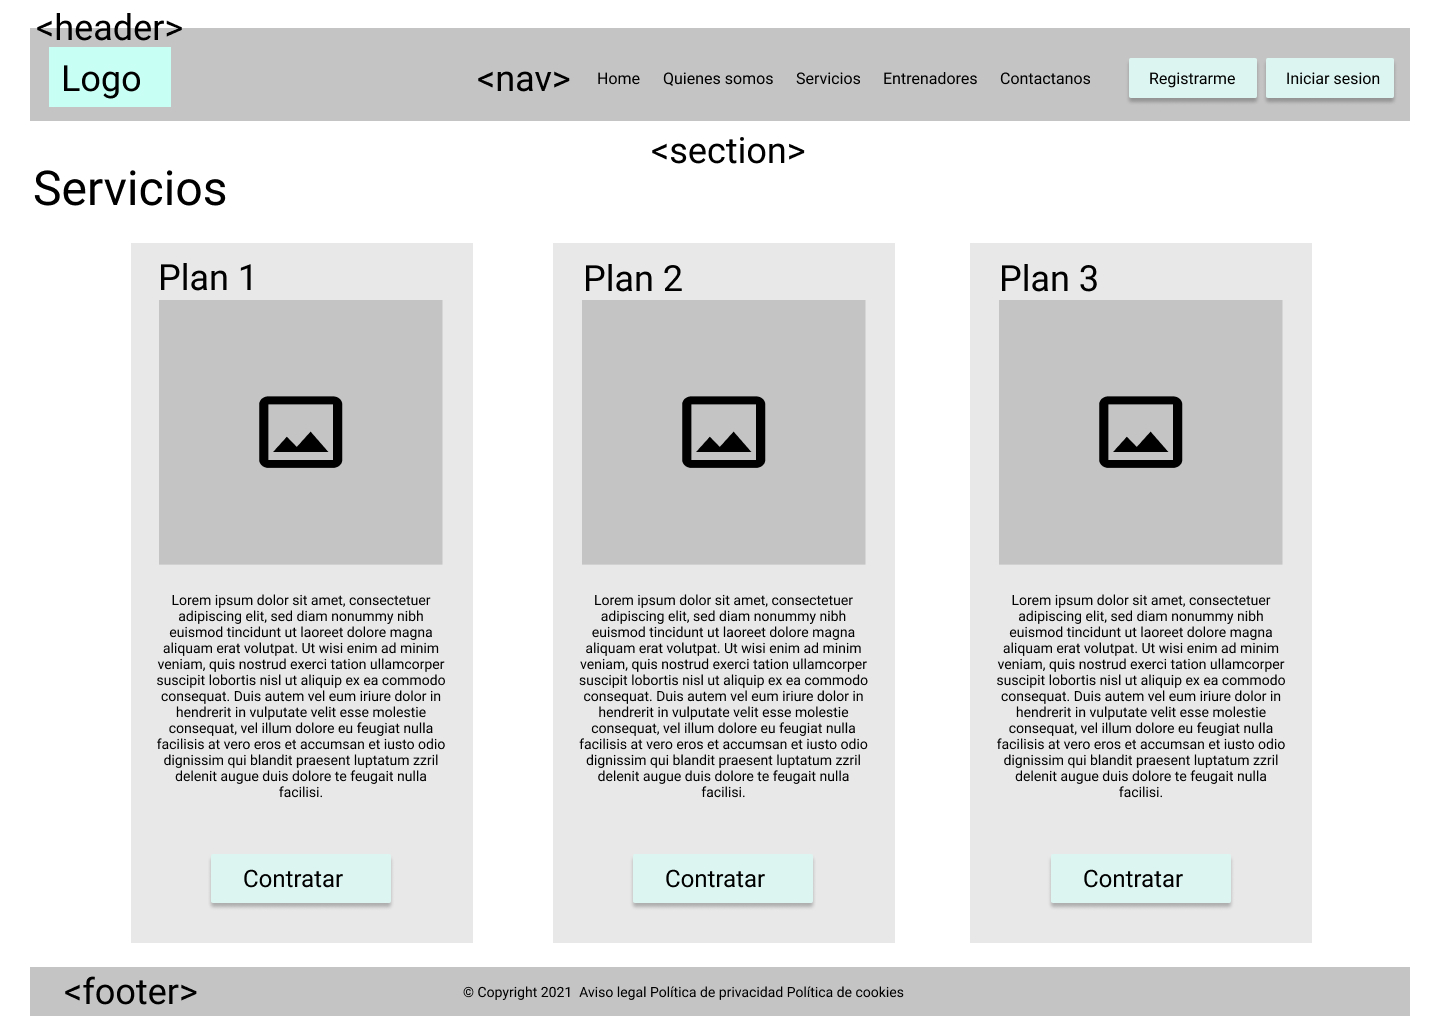 <header>
Logo
<nav> Home Quienes somos Servicios Entrenadores Contactanos Registrarme Iniciar sesion
<section>
Servicios
Plan 1
Lorem ipsum dolor sit amet, consectetuer
adipiscing elit, sed diam nonummy nibh
euismod tincidunt ut laoreet dolore magna
aliquam erat volutpat. Ut wisi enim ad minim
veniam, quis nostrud exerci tation ullamcorper
suscipit lobortis nisl ut aliquip ex ea commodo
consequat. Duis autem vel eum iriure dolor in
hendrerit in vulputate velit esse molestie
consequat, vel illum dolore eu feugiat nulla
facilisis at vero eros et accumsan et iusto odio
dignissim qui blandit praesent luptatum zzril
delenit augue duis dolore te feugait nulla
facilisi.
Contratar
Plan 2
Lorem ipsum dolor sit amet, consectetuer
adipiscing elit, sed diam nonummy nibh
euismod tincidunt ut laoreet dolore magna
aliquam erat volutpat. Ut wisi enim ad minim
veniam, quis nostrud exerci tation ullamcorper
suscipit lobortis nisl ut aliquip ex ea commodo
consequat. Duis autem vel eum iriure dolor in
hendrerit in vulputate velit esse molestie
consequat, vel illum dolore eu feugiat nulla
facilisis at vero eros et accumsan et iusto odio
dignissim qui blandit praesent luptatum zzril
delenit augue duis dolore te feugait nulla
facilisi.
Contratar
Plan 3
Lorem ipsum dolor sit amet, consectetuer
adipiscing elit, sed diam nonummy nibh
euismod tincidunt ut laoreet dolore magna
aliquam erat volutpat. Ut wisi enim ad minim
veniam, quis nostrud exerci tation ullamcorper
suscipit lobortis nisl ut aliquip ex ea commodo
consequat. Duis autem vel eum iriure dolor in
hendrerit in vulputate velit esse molestie
consequat, vel illum dolore eu feugiat nulla
facilisis at vero eros et accumsan et iusto odio
dignissim qui blandit praesent luptatum zzril
delenit augue duis dolore te feugait nulla
facilisi.
Contratar
<footer> © Copyright 2021 Aviso legal Política de privacidad Política de cookies